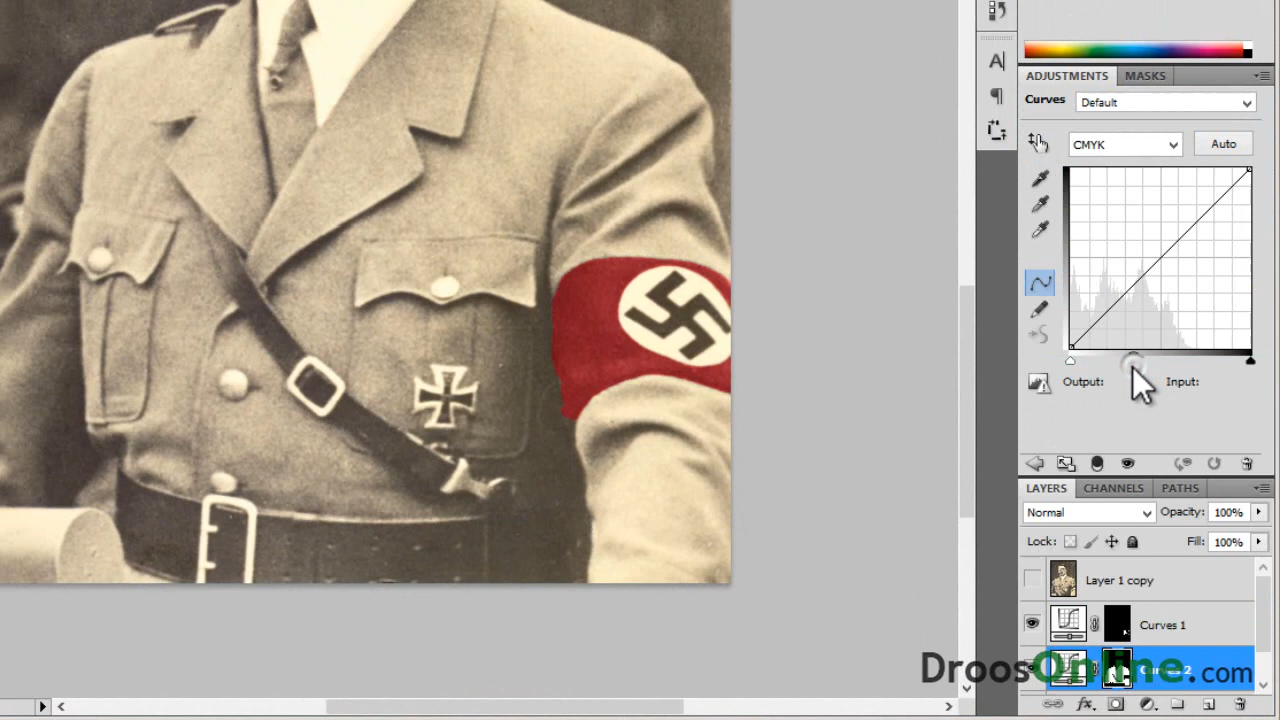 A
ADJUSTMENTS MASKS
Curves Default
CMYK Auto
Output: Input:
LAYERS CHANNELS PATHS
Normal Opacity: 100%
Lock: Fill: 100%
Layer 1 copy
Curves 1
DroosOnline.com
fx